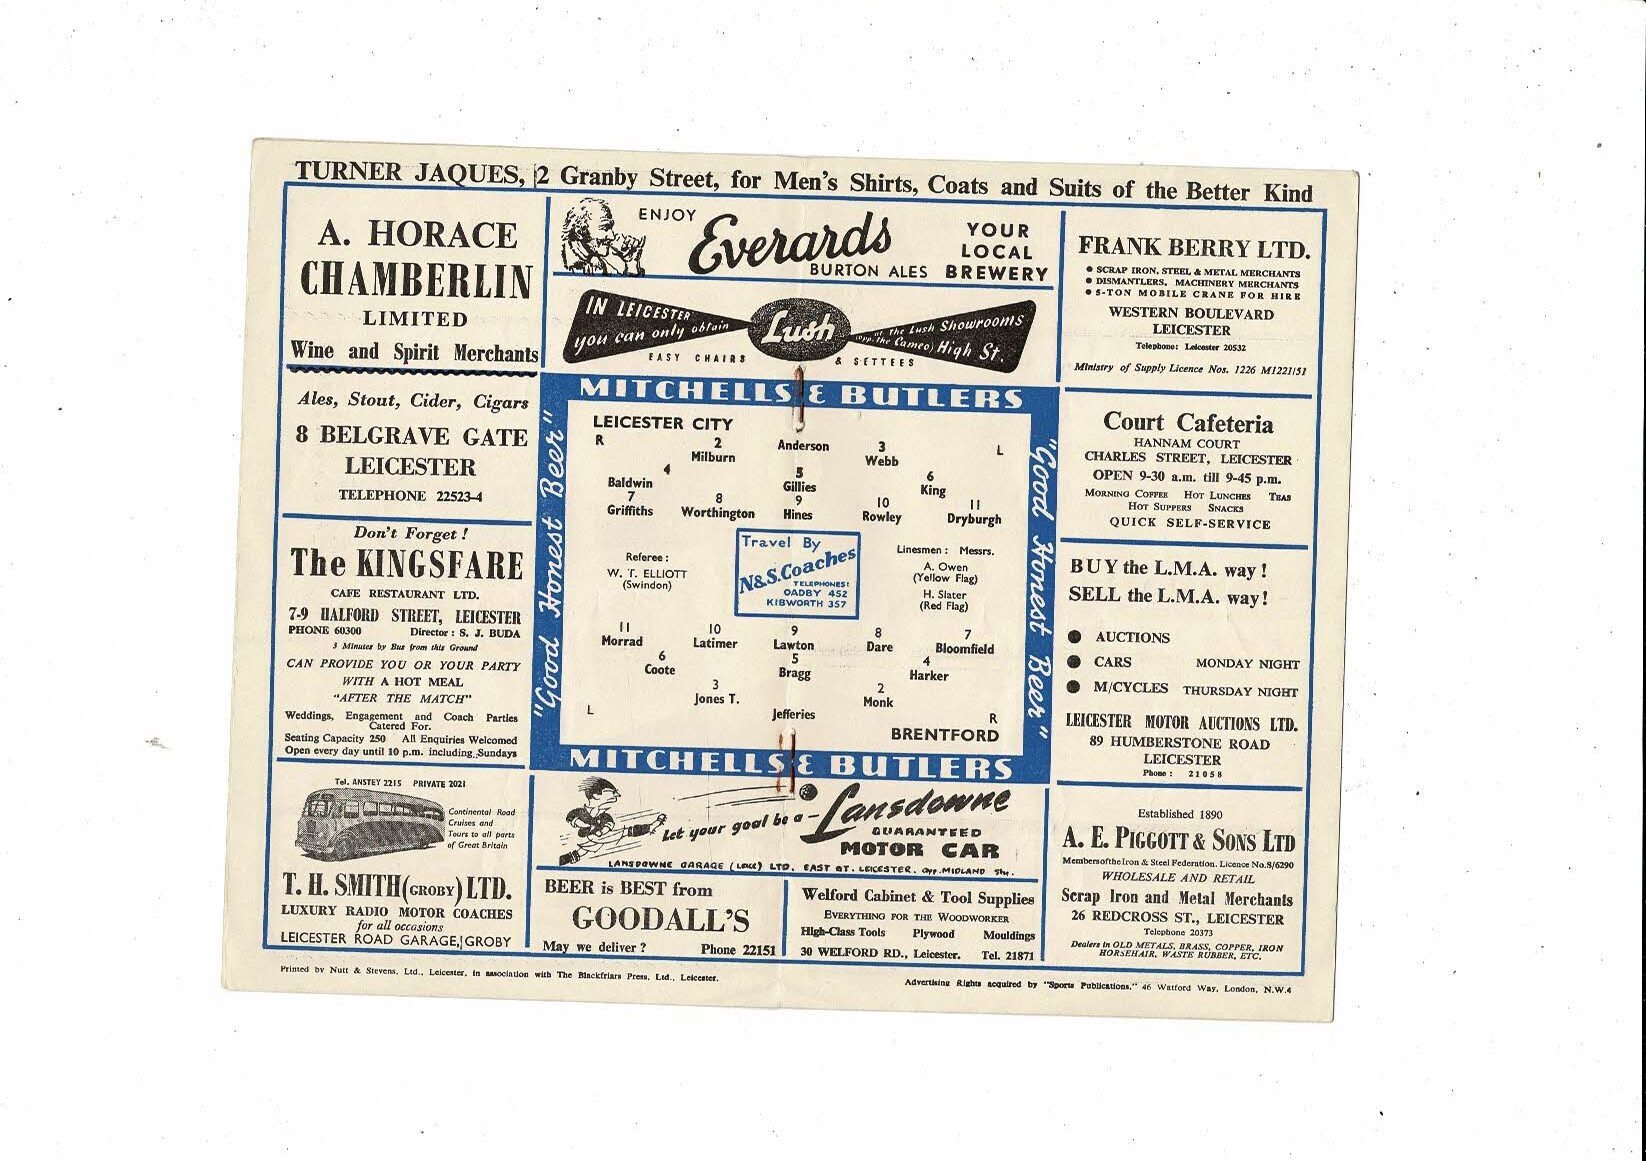 TURNER JAQUES, 2 Granby Street, for Men's Shirts, Coats and Suits of the Better Kind
A. HORACE
CHAMBERLIN
LIMITED
Wine and Spirit Merchants
Ales, Stout, Cider, Cigars
8 BELGRAVE GATE
LEICESTER
TELEPHONE 22523-4
Don't Forget !
The KINGSFARE
CAFE RESTAURANT LTD.
7-9 HALFORD STREET, LEICESTER
PHONE 60300 Director : S. J. BUDA
3 Minutes by Bus from this Ground
CAN PROVIDE YOU OR YOUR PARTY
WITH A HOT MEAL
"AFTER THE MATCH"
Weddings, Engagement and Coach Parties
Catered For.
Seating Capacity 250 All Enquiries Welcomed
Open every day until 10 p.m. including Sundays
Tel. ANSTEY 2215 PRIVATE 2021
Continental Road
Cruises and
Tours to all parts
of Great Britain
T. H. SMITH (GROBY) LTD.
LUXURY RADIO MOTOR COACHES
for all occasions
LEICESTER ROAD GARAGE, GROBY
ENJOY
Everards
BURTON ALES
YOUR
LOCAL
BREWERY
IN LEICESTER
you can only obtain
Lush
at the Lush Showrooms
(opp. the Cameo) High St.
EASY CHAIRS & SETTEES
MITCHELLS & BUTLERS
"Good Honest Beer"
LEICESTER CITY
R 2 Anderson 3 L
Milburn Webb
4 5 6
Baldwin Gillies King
7 8 9 10 11
Griffiths Worthington Hines Rowley Dryburgh
Referee :
W. T. ELLIOTT
(Swindon)
Travel By
N&S. Coaches
TELEPHONES:
OADBY 452
KIBWORTH 357
Linesmen : Messrs.
A. Owen
(Yellow Flag)
H. Slater
(Red Flag)
11 10 9 8 7
Morrad Latimer Lawton Dare Bloomfield
6 5 4
Coote Bragg Harker
3 2
Jones T. Monk
L Jefferies R
BRENTFORD
"Good Honest Beer"
MITCHELLS & BUTLERS
Let your goal be a - Lansdowne
GUARANTEED
MOTOR CAR
LANSDOWNE GARAGE (LEIC) LTD. EAST ST. LEICESTER. opp. MIDLAND Stn.
BEER is BEST from
GOODALL'S
May we deliver ? Phone 22151
Welford Cabinet & Tool Supplies
EVERYTHING FOR THE WOODWORKER
High-Class Tools Plywood Mouldings
30 WELFORD RD., Leicester. Tel. 21871
FRANK BERRY LTD.
• SCRAP IRON, STEEL & METAL MERCHANTS
• DISMANTLERS, MACHINERY MERCHANTS
• 5-TON MOBILE CRANE FOR HIRE
WESTERN BOULEVARD
LEICESTER
Telephone: Leicester 20532
Ministry of Supply Licence Nos. 1226 M1221/51
Court Cafeteria
HANNAM COURT
CHARLES STREET, LEICESTER
OPEN 9-30 a.m. till 9-45 p.m.
MORNING COFFEE HOT LUNCHES TEAS
HOT SUPPERS SNACKS
QUICK SELF-SERVICE
BUY the L.M.A. way !
SELL the L.M.A. way !
● AUCTIONS
● CARS MONDAY NIGHT
● M/CYCLES THURSDAY NIGHT
LEICESTER MOTOR AUCTIONS LTD.
89 HUMBERSTONE ROAD
LEICESTER
Phone : 21058
Established 1890
A. E. PIGGOTT & SONS LTD
Members of the Iron & Steel Federation. Licence No. 8/6290
WHOLESALE AND RETAIL
Scrap Iron and Metal Merchants
26 REDCROSS ST., LEICESTER
Telephone 20373
Dealers in OLD METALS, BRASS, COPPER, IRON
HORSEHAIR, WASTE RUBBER, ETC.
Printed by Nutt & Stevens, Ltd., Leicester, in association with The Blackfriars Press, Ltd., Leicester.
Advertising Rights acquired by "Sports Publications," 46 Watford Way, London, N.W.4